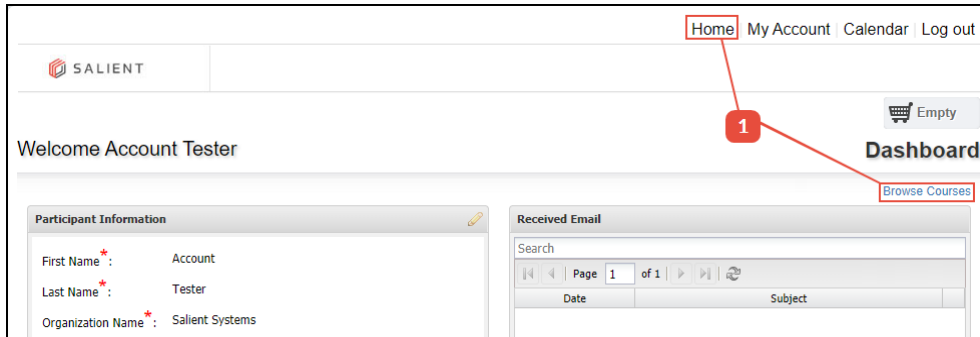 Home My Account Calendar Log out
SALIENT
Empty
1
Welcome Account Tester Dashboard
Browse Courses
Participant Information
First Name*: Account
Last Name*: Tester
Organization Name*: Salient Systems
Received Email
Search
Page 1 of 1
Date Subject